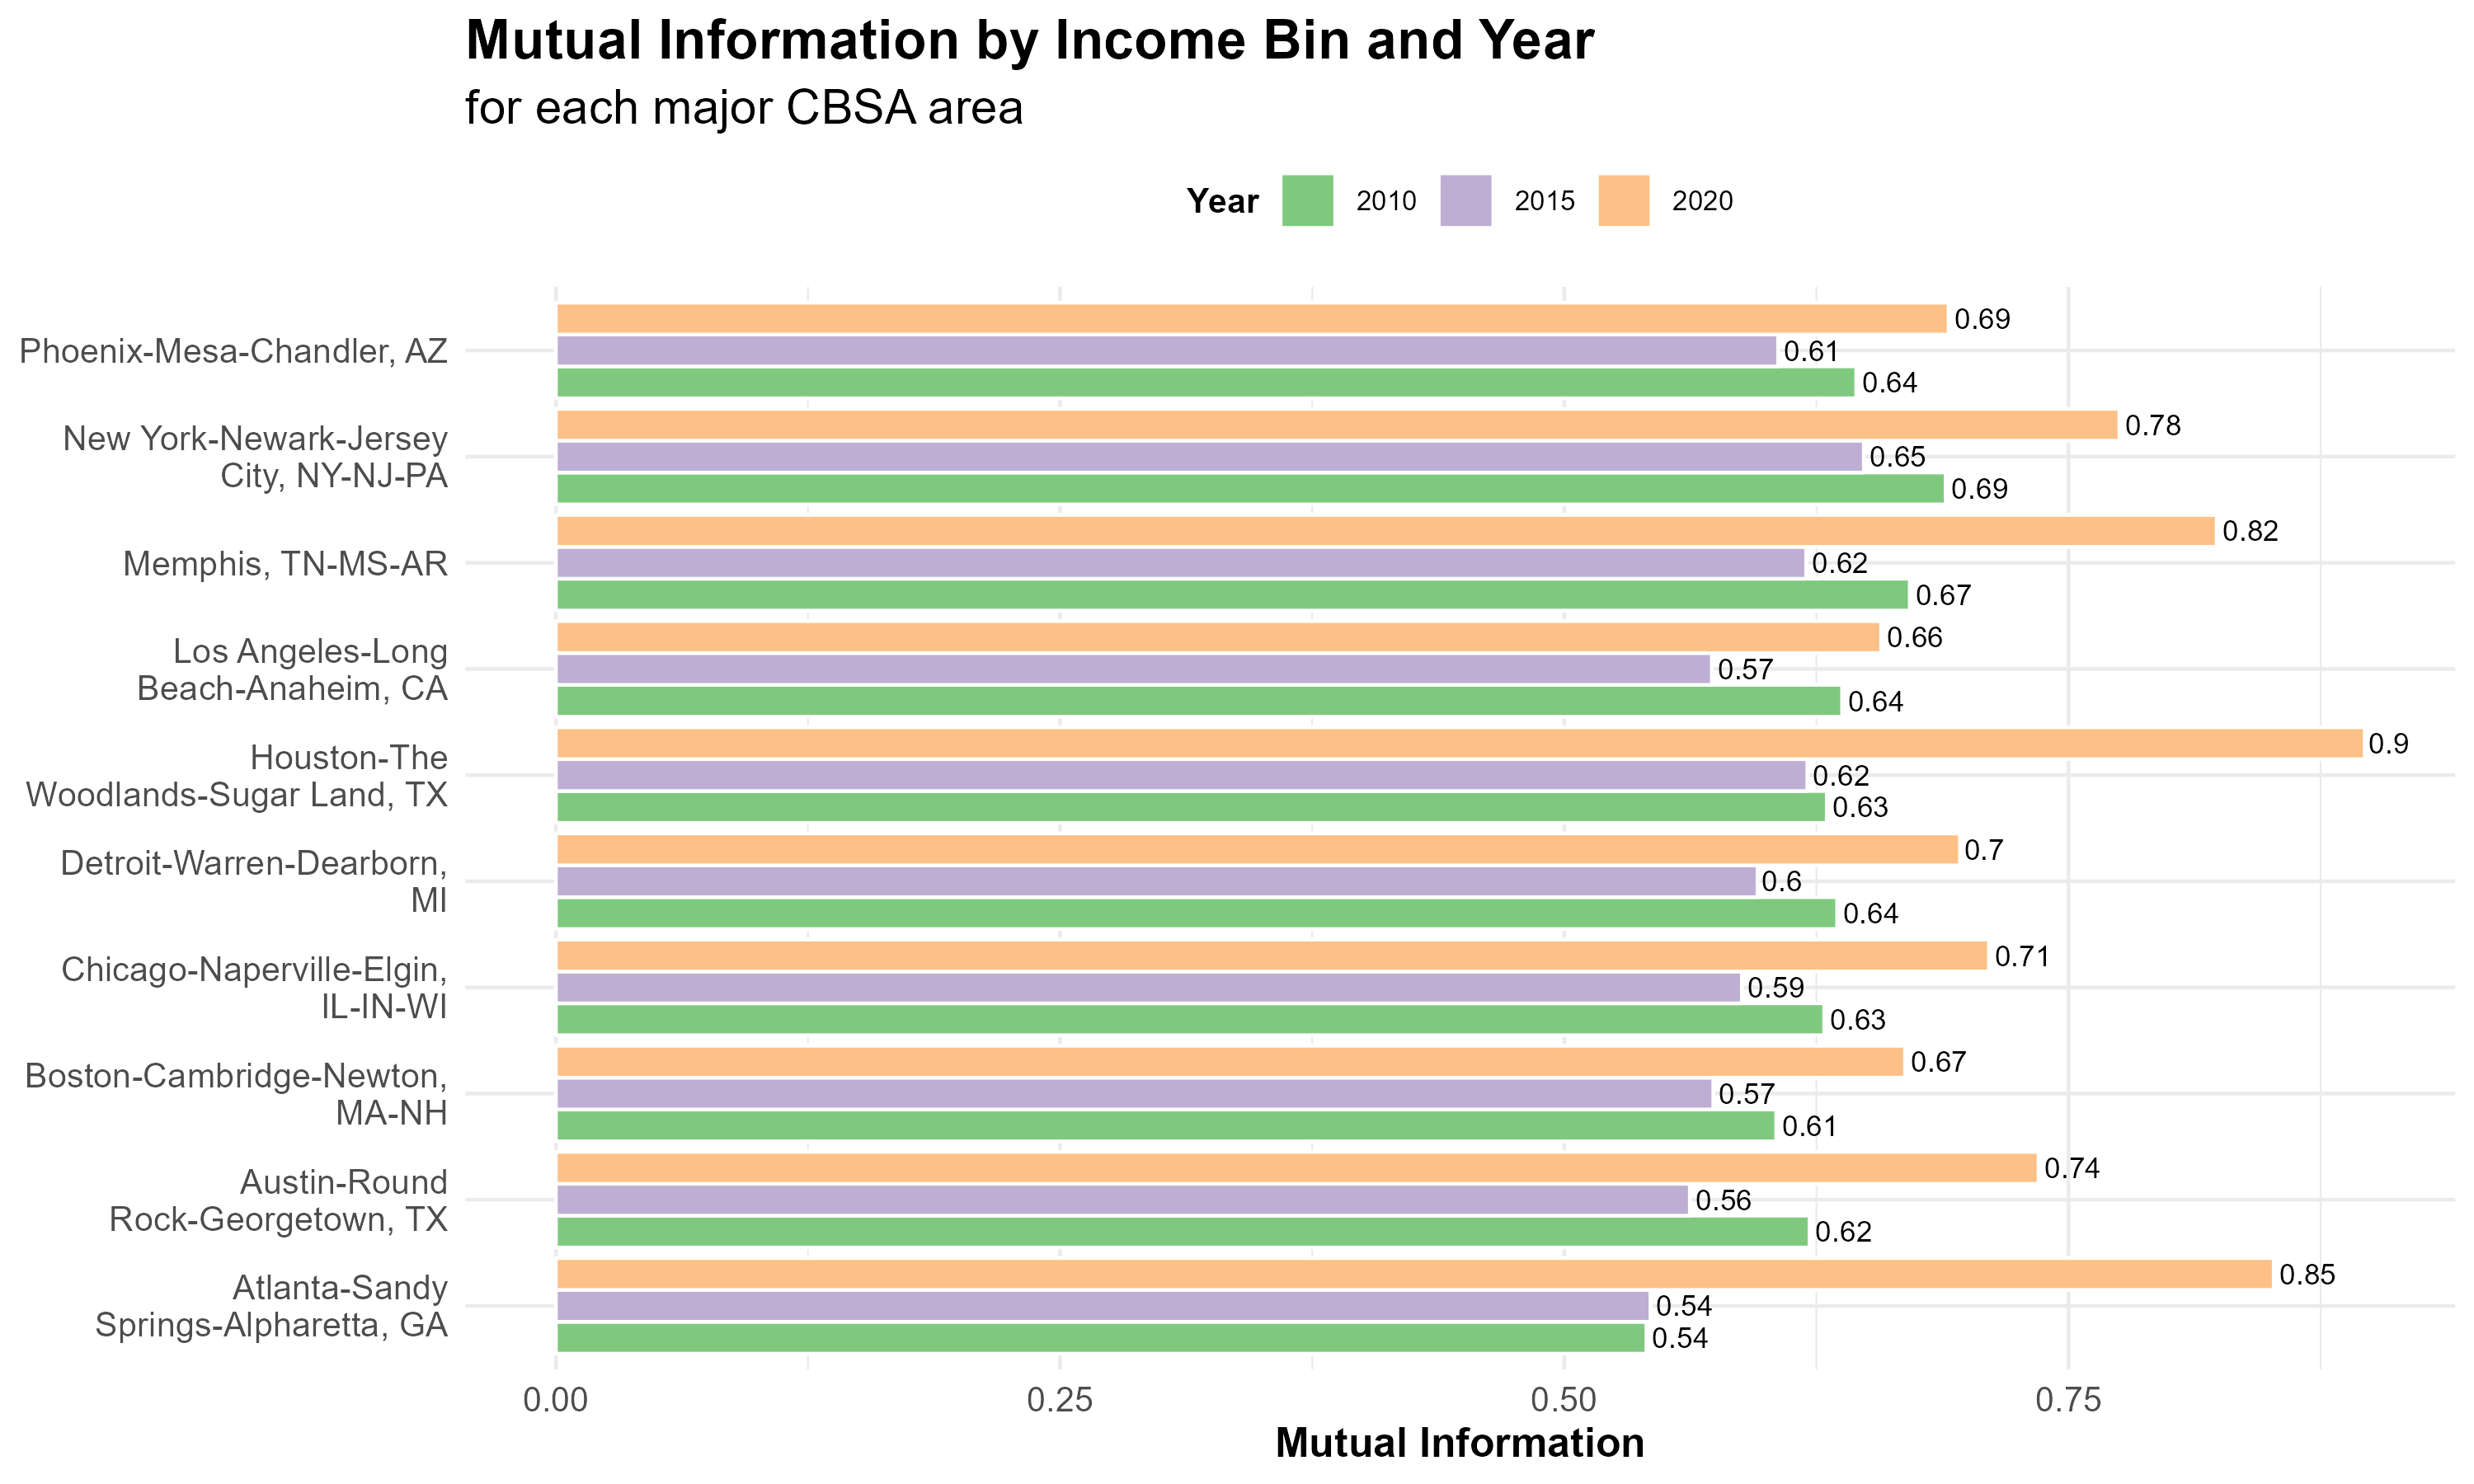 Mutual Information by Income Bin and Year
for each major CBSA area
Year 2010 2015 2020
Phoenix-Mesa-Chandler, AZ
0.69
0.61
0.64
New York-Newark-Jersey
City, NY-NJ-PA
0.78
0.65
0.69
Memphis, TN-MS-AR
0.82
0.62
0.67
Los Angeles-Long
Beach-Anaheim, CA
0.66
0.57
0.64
Houston-The
Woodlands-Sugar Land, TX
0.9
0.62
0.63
Detroit-Warren-Dearborn,
MI
0.7
0.6
0.64
Chicago-Naperville-Elgin,
IL-IN-WI
0.71
0.59
0.63
Boston-Cambridge-Newton,
MA-NH
0.67
0.57
0.61
Austin-Round
Rock-Georgetown, TX
0.74
0.56
0.62
Atlanta-Sandy
Springs-Alpharetta, GA
0.85
0.54
0.54
0.00 0.25 0.50 0.75
Mutual Information